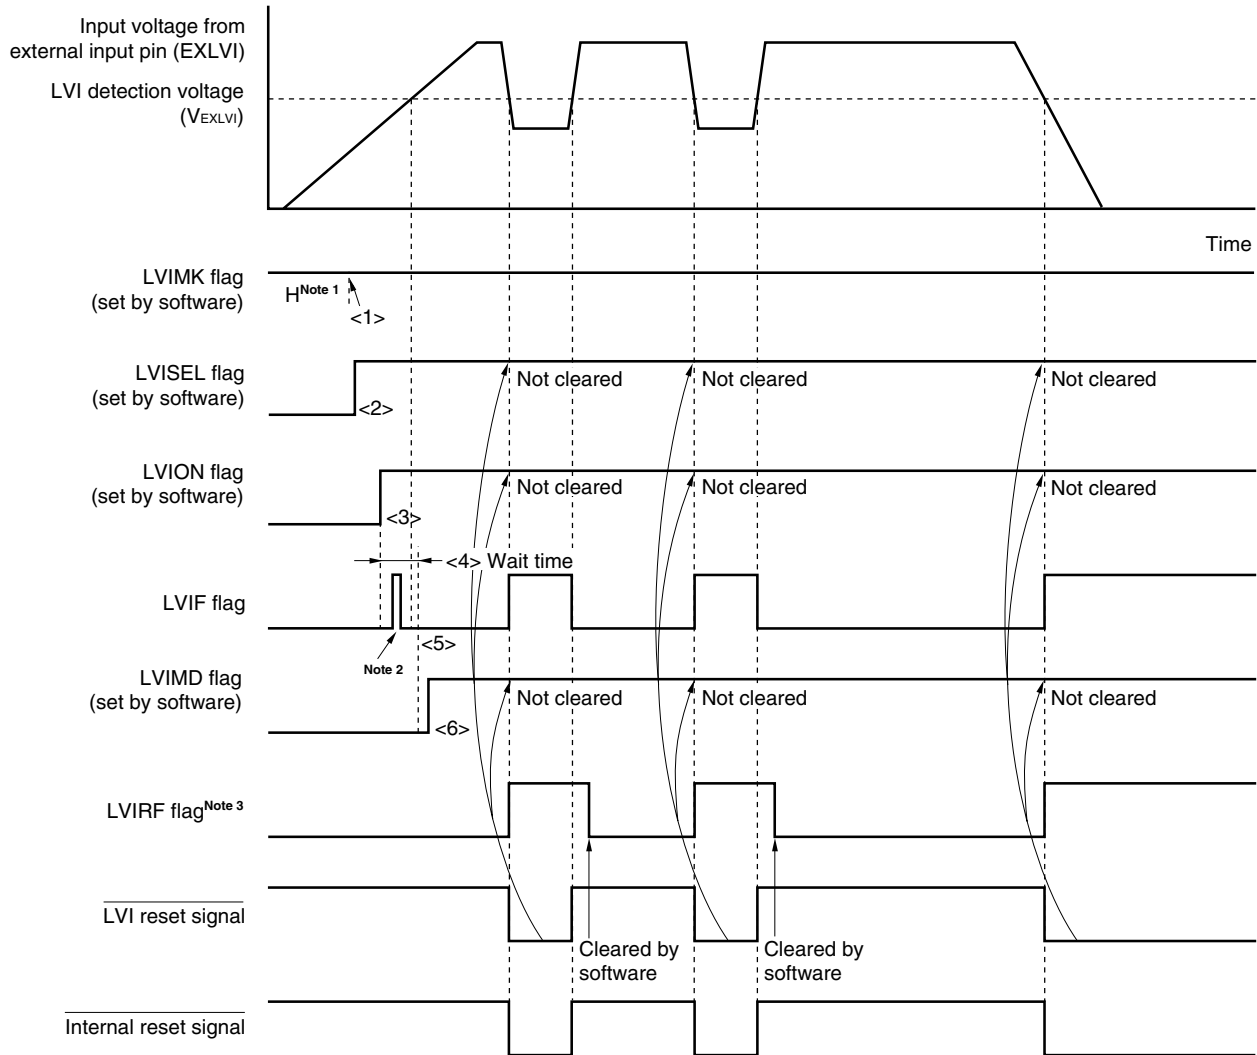 Input voltage from
external input pin (EXLVI)
LVI detection voltage
(VEXLVI)
Time
LVIMK flag
(set by software)
HNote 1
<1>
LVISEL flag
(set by software)
<2>
Not cleared
Not cleared
Not cleared
LVION flag
(set by software)
<3>
Not cleared
Not cleared
Not cleared
<4> Wait time
LVIF flag
Note 2
<5>
LVIMD flag
(set by software)
<6>
Not cleared
Not cleared
Not cleared
LVIRF flagNote 3
LVI reset signal
Cleared by
software
Cleared by
software
Internal reset signal